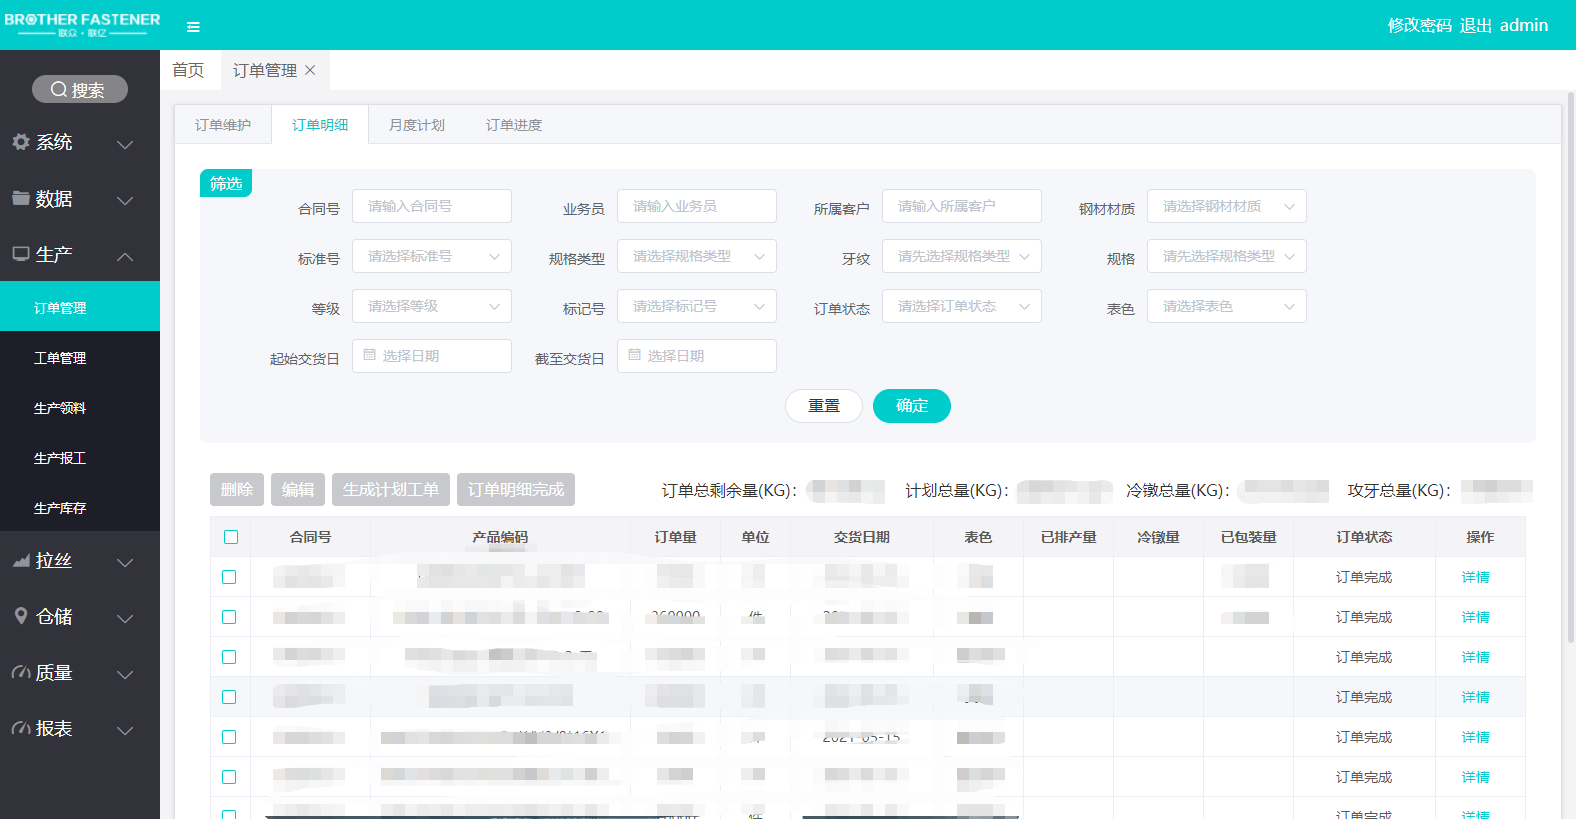 BROTHER FASTENER
联众·联亿
修改密码 退出 admin
搜索
系统
数据
生产
订单管理
工单管理
生产领料
生产报工
生产库存
拉丝
仓储
质量
报表
首页 订单管理
订单维护 订单明细 月度计划 订单进度
筛选
合同号 请输入合同号 业务员 请输入业务员 所属客户 请输入所属客户 钢材材质 请选择钢材材质
标准号 请选择标准号 规格类型 请选择规格类型 牙纹 请先选择规格类型 规格 请先选择规格类型
等级 请选择等级 标记号 请选择标记号 订单状态 请选择订单状态 表色 请选择表色
起始交货日 选择日期 截至交货日 选择日期
重置 确定
删除 编辑 生成计划工单 订单明细完成 订单总剩余量(KG)： 计划总量(KG)： 冷镦总量(KG)： 攻牙总量(KG)：
合同号 产品编码 订单量 单位 交货日期 表色 已排产量 冷镦量 已包装量 订单状态 操作
订单完成 详情
订单完成 详情
订单完成 详情
订单完成 详情
订单完成 详情
订单完成 详情
订单完成 详情